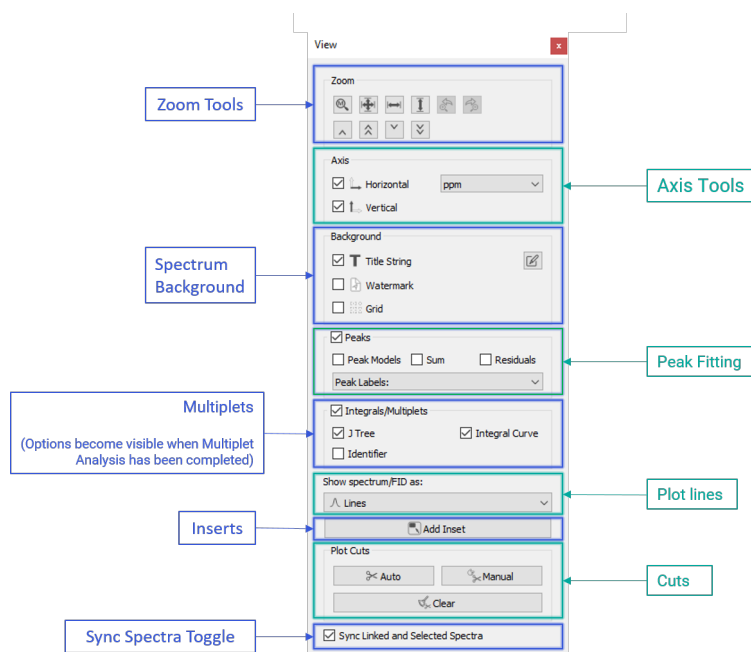 View
x
Zoom
Zoom Tools
Axis
Horizontal
ppm
Vertical
Axis Tools
Background
Title String
Watermark
Grid
Spectrum
Background
Peaks
Peak Models
Sum
Residuals
Peak Labels:
Peak Fitting
Multiplets
(Options become visible when Multiplet
Analysis has been completed)
Integrals/Multiplets
J Tree
Integral Curve
Identifier
Show spectrum/FID as:
Lines
Plot lines
Inserts
Add Inset
Plot Cuts
Auto
Manual
Clear
Cuts
Sync Spectra Toggle
Sync Linked and Selected Spectra